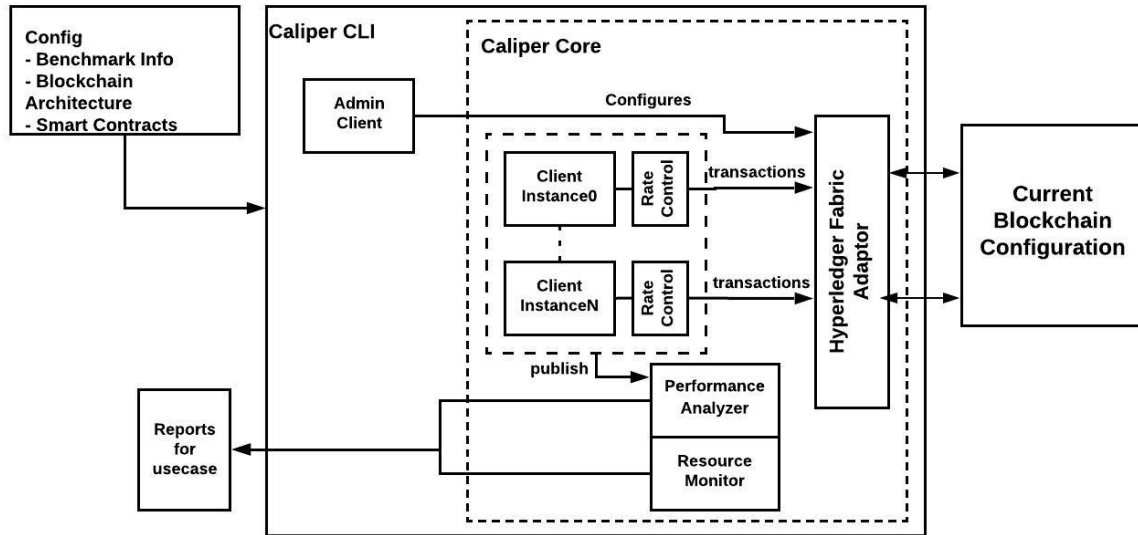 Config
- Benchmark Info
- Blockchain
Architecture
- Smart Contracts
Caliper CLI
Caliper Core
Admin
Client
Configures
Client
Instance0
Rate
Control
transactions
Client
InstanceN
Rate
Control
transactions
Hyperledger Fabric
Adaptor
Current
Blockchain
Configuration
publish
Performance
Analyzer
Resource
Monitor
Reports
for
usecase